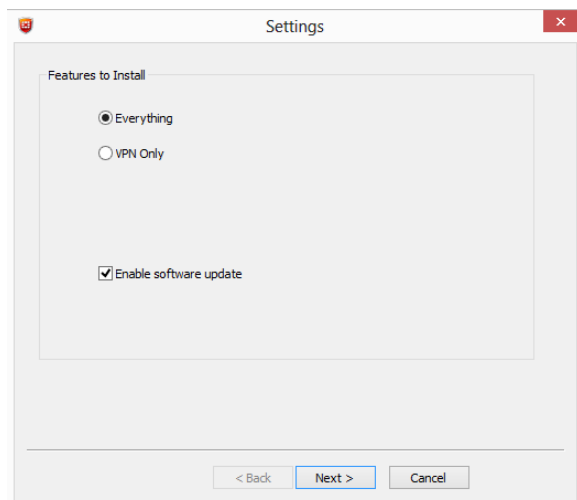 Settings
Features to Install
Everything
VPN Only
Enable software update
< Back
Next >
Cancel